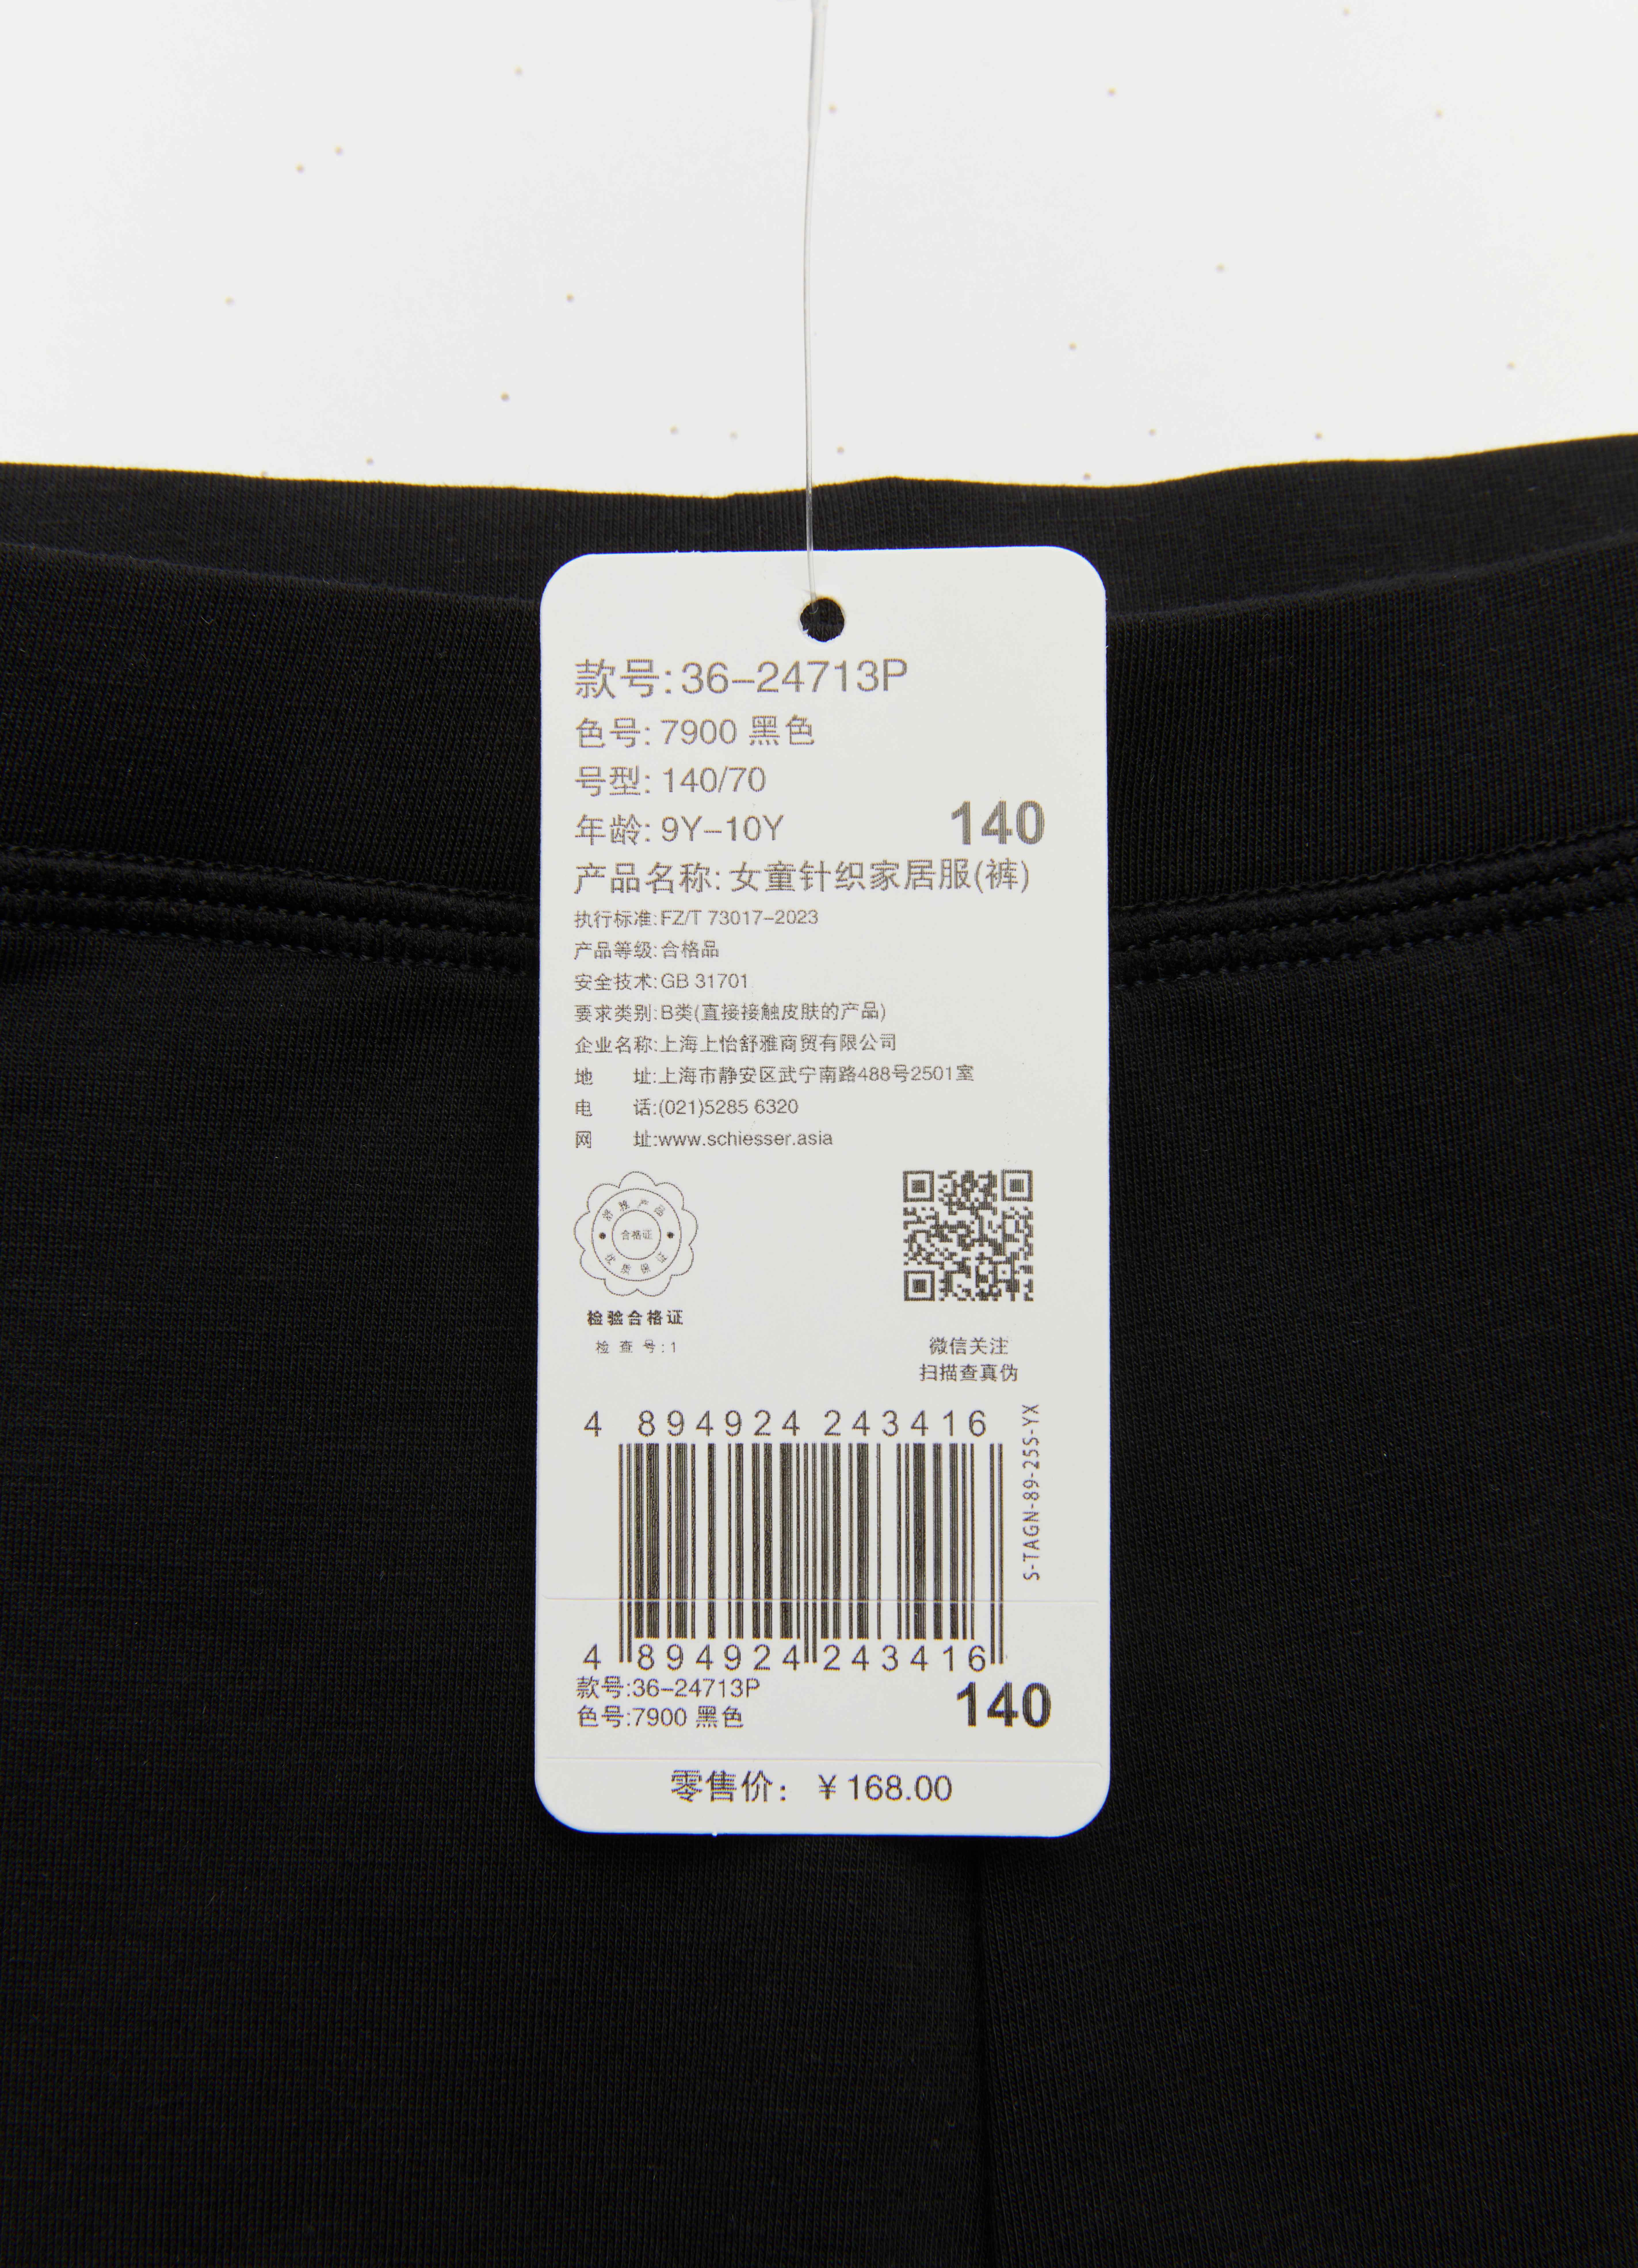 款号:36-24713P
色号:7900 黑色
号型:140/70
年龄:9Y-10Y
140
产品名称:女童针织家居服(裤)
执行标准:FZ/T 73017-2023
产品等级:合格品
安全技术:GB 31701
要求类别:B类(直接接触皮肤的产品)
企业名称:上海上怡舒雅商贸有限公司
地 址:上海市静安区武宁南路488号2501室
电 话:(021)5285 6320
网 址:www.schiesser.asia
舒雅产品
合格证
优质保证
检验合格证
检查号:1
微信关注
扫描查真伪
4 894924 243416
S-TAGN-89-25S-YX
4 894924 243416
款号:36-24713P
色号:7900 黑色
140
零售价: ¥168.00